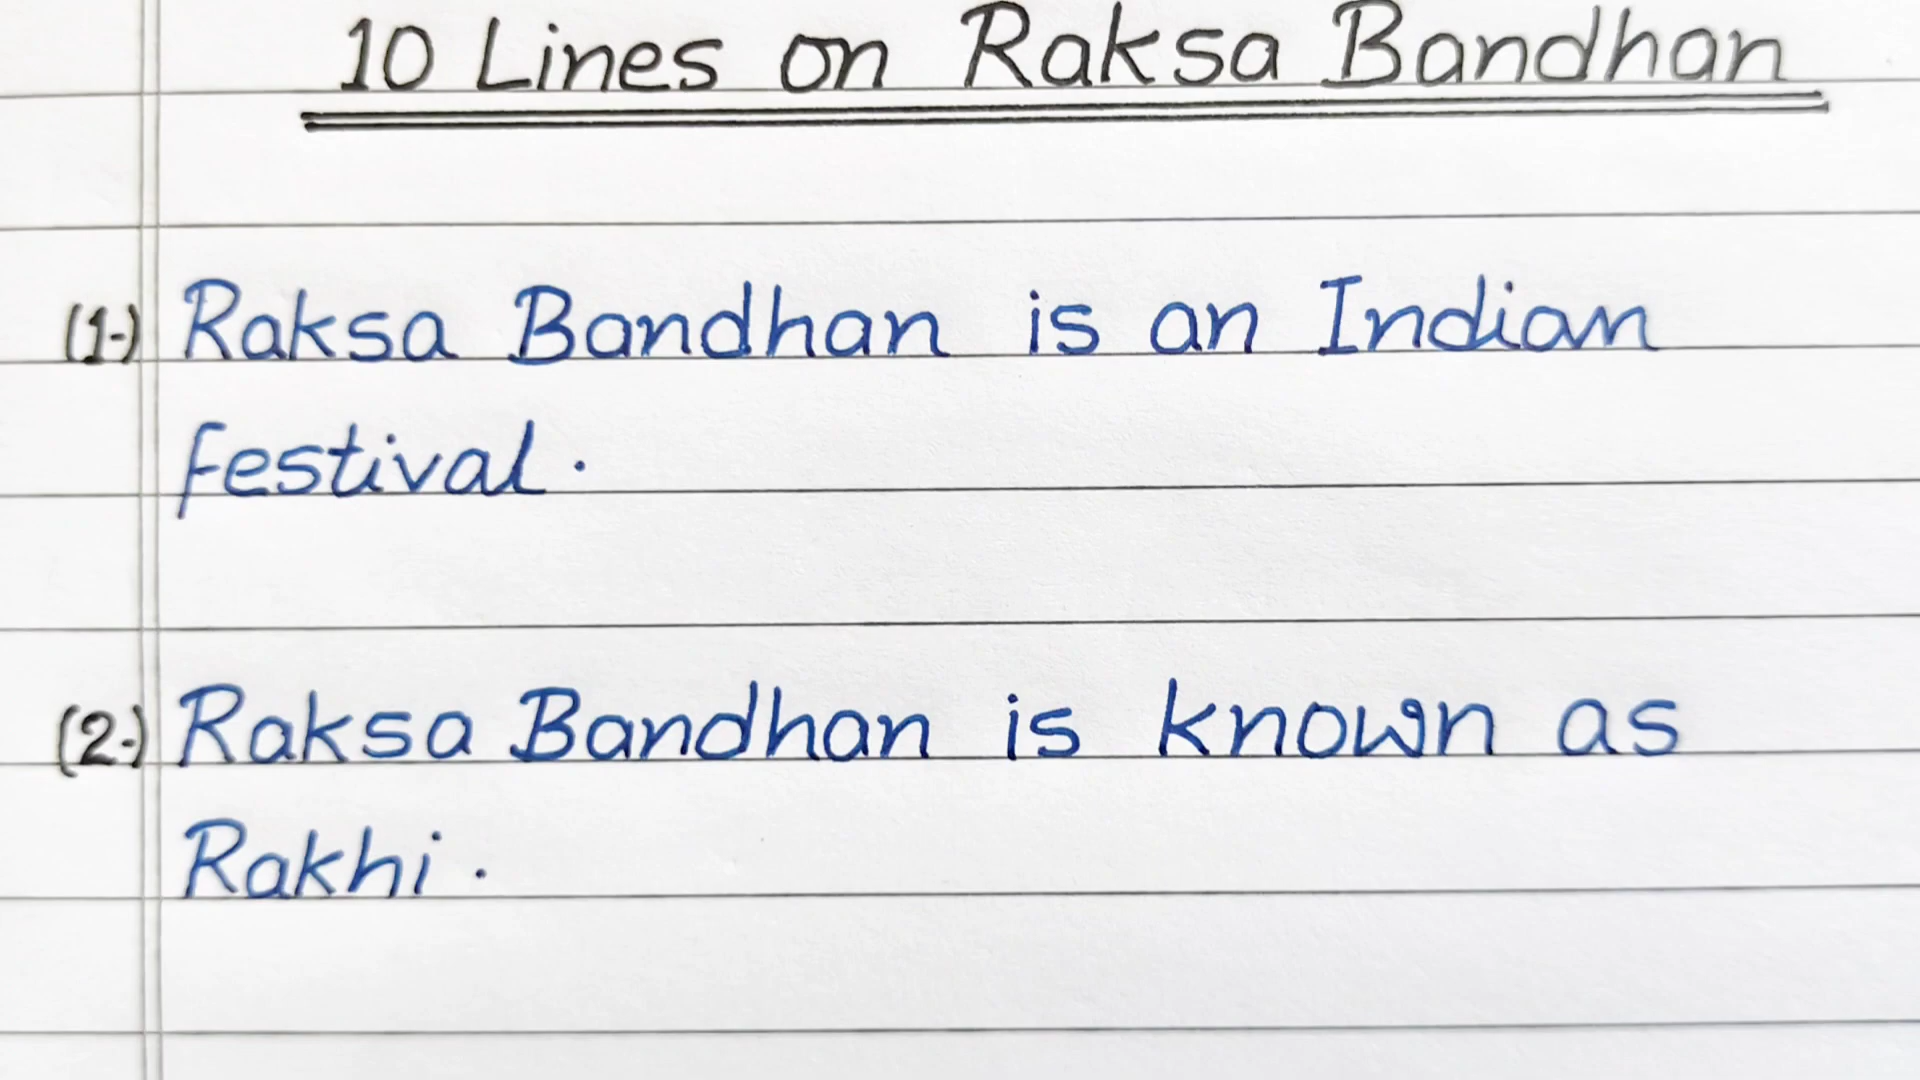 10 Lines on Raksa Bandhan
(1.) Raksa Bandhan is an Indian
festival.
(2.) Raksa Bandhan is known as
Rakhi.